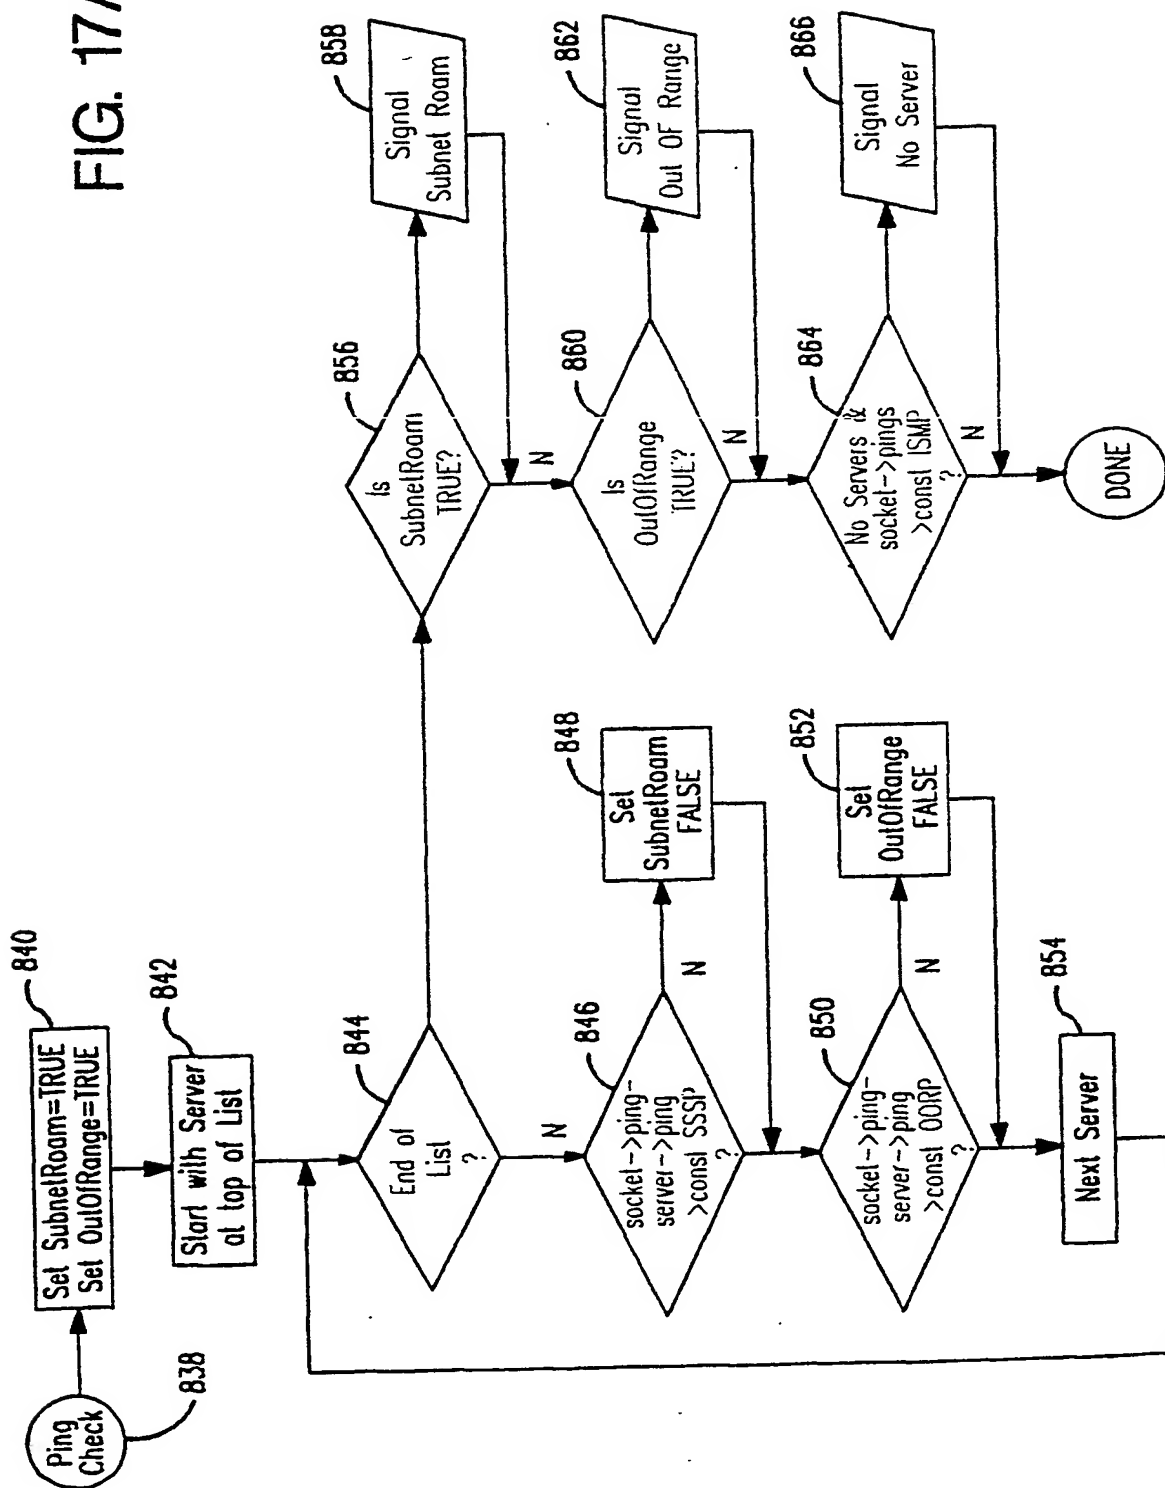 FIG. 17A
Ping
Check
838
Set SubnetRoam=TRUE
Set OutOfRange=TRUE
840
Start with Server
at top of List
842
End of
List
?
844
N
socket->ping-
server->ping
>const SSSP
?
846
N
Set
SubnetRoam
FALSE
848
socket->ping-
server->ping
>const OORP
?
850
N
Set
OutOfRange
FALSE
852
Next Server
854
Is
SubnetRoam
TRUE?
856
N
Signal
Subnet Roam
858
Is
OutOfRange
TRUE?
860
N
Signal
Out OF Range
862
No Servers &
socket->pings
>const ISMP
?
864
N
Signal
No Server
866
DONE